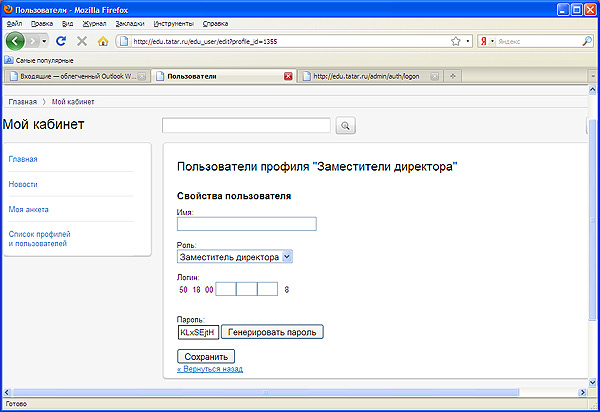 Пользователи - Mozilla Firefox
Файл Правка Вид Журнал Закладки Инструменты Справка
http://edu.tatar.ru/edu_user/edit?profile_id=1355
Яндекс
Самые популярные
Входящие — облегченный Outlook W...
Пользователи
http://edu.tatar.ru/admin/auth/logon
Главная > Мой кабинет
Мой кабинет
Главная
Новости
Моя анкета
Список профилей
и пользователей
Пользователи профиля "Заместители директора"
Свойства пользователя
Имя:
Роль:
Заместитель директора
Логин:
50 18 00 8
Пароль:
KLxSEjtH Генерировать пароль
Сохранить
« Вернуться назад
Готово